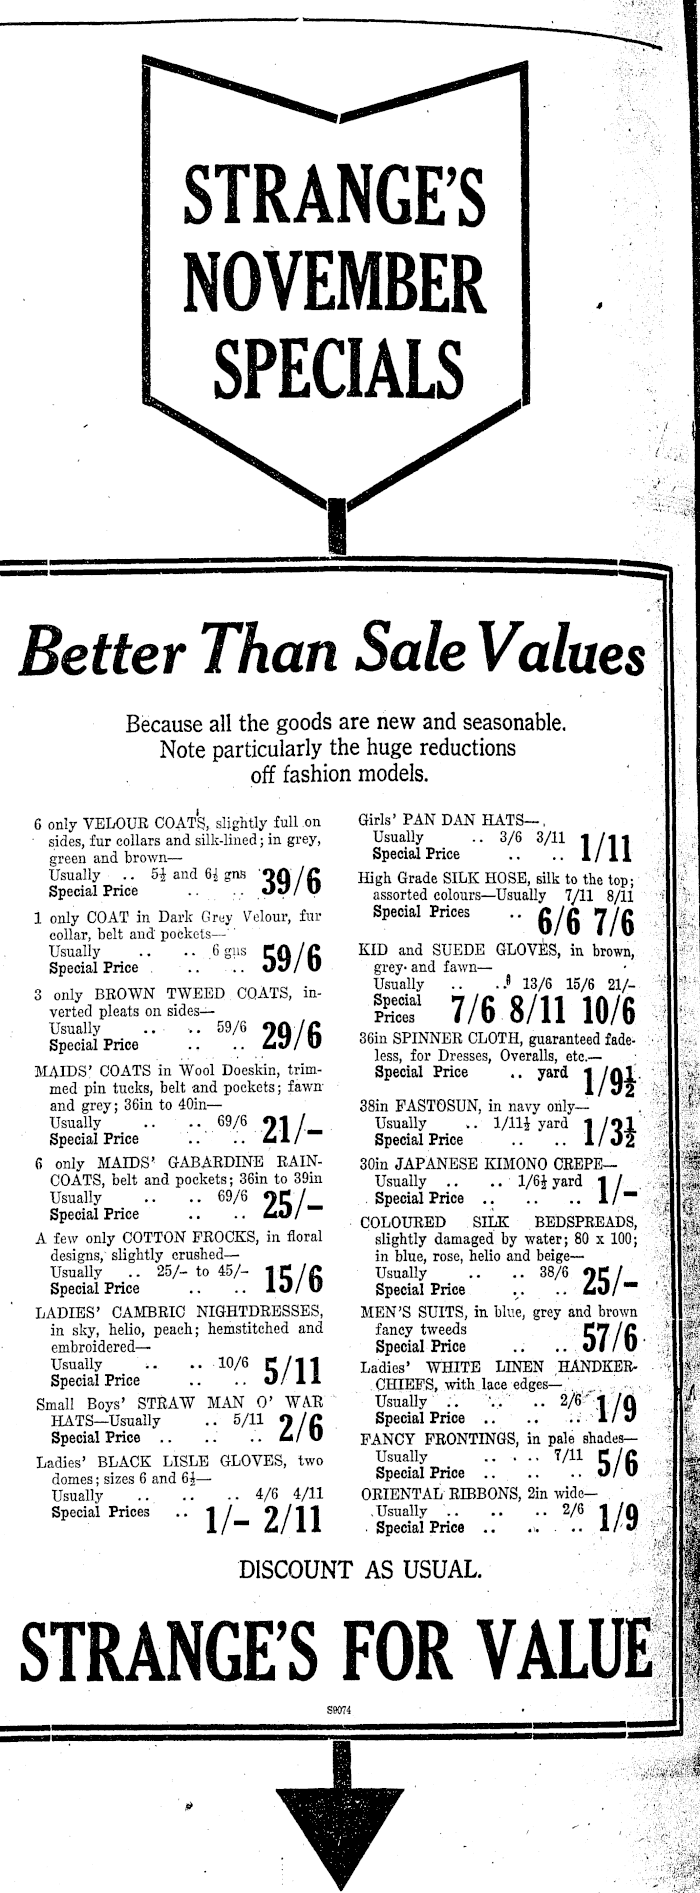 STRANGE'S
NOVEMBER
SPECIALS
Better Than Sale Values
Because all the goods are new and seasonable.
Note particularly the huge reductions
off fashion models.
6 only VELOUR COATS, slightly full on
sides, fur collars and silk-lined; in grey,
green and brown—
Usually .. 5½ and 6½ gns
Special Price .. .. 39/6
1 only COAT in Dark Grey Velour, fur
collar, belt and pockets—
Usually .. .. 6 gns
Special Price .. .. 59/6
3 only BROWN TWEED COATS, in-
verted pleats on sides—
Usually .. .. 59/6
Special Price .. .. 29/6
MAIDS' COATS in Wool Doeskin, trim-
med pin tucks, belt and pockets; fawn
and grey; 36in to 40in—
Usually .. .. 69/6
Special Price .. .. 21/–
6 only MAIDS' GABARDINE RAIN-
COATS, belt and pockets; 36in to 39in
Usually .. .. 69/6
Special Price .. .. 25/–
A few only COTTON FROCKS, in floral
designs, slightly crushed—
Usually .. 25/- to 45/-
Special Price .. .. 15/6
LADIES' CAMBRIC NIGHTDRESSES,
in sky, helio, peach; hemstitched and
embroidered—
Usually .. .. 10/6
Special Price .. .. 5/11
Small Boys' STRAW MAN O' WAR
HATS—Usually .. 5/11
Special Price .. .. .. 2/6
Ladies' BLACK LISLE GLOVES, two
domes; sizes 6 and 6½—
Usually .. .. .. 4/6 4/11
Special Prices .. 1/– 2/11
Girls' PAN DAN HATS—
Usually .. 3/6 3/11
Special Price .. .. 1/11
High Grade SILK HOSE, silk to the top;
assorted colours—Usually 7/11 8/11
Special Prices .. 6/6 7/6
KID and SUEDE GLOVES, in brown,
grey and fawn—
Usually .. .. 13/6 15/6 21/-
Special
Prices 7/6 8/11 10/6
36in SPINNER CLOTH, guaranteed fade-
less, for Dresses, Overalls, etc.—
Special Price .. yard 1/9½
38in FASTOSUN, in navy only—
Usually .. 1/11½ yard
Special Price .. .. 1/3½
30in JAPANESE KIMONO CREPE—
Usually .. .. 1/6½ yard
Special Price .. .. .. 1/–
COLOURED SILK BEDSPREADS,
slightly damaged by water; 80 x 100;
in blue, rose, helio and beige—
Usually .. .. 38/6
Special Price .. .. 25/–
MEN'S SUITS, in blue, grey and brown
fancy tweeds
Special Price .. .. 57/6
Ladies' WHITE LINEN HANDKER-
CHIEFS, with lace edges—
Usually .. .. .. 2/6
Special Price .. .. .. 1/9
FANCY FRONTINGS, in pale shades—
Usually .. .. .. 7/11
Special Price .. .. .. 5/6
ORIENTAL RIBBONS, 2in wide—
Usually .. .. .. 2/6
Special Price .. .. .. 1/9
DISCOUNT AS USUAL.
STRANGE'S FOR VALUE
S9074